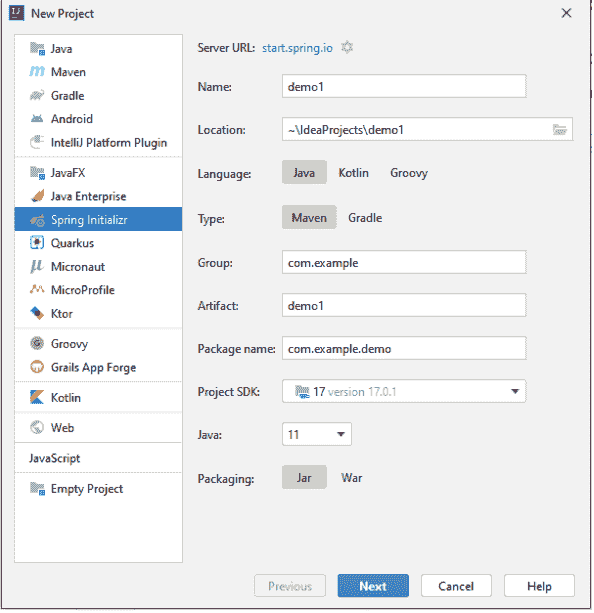 New Project
Java
Maven
Gradle
Android
IntelliJ Platform Plugin
JavaFX
Java Enterprise
Spring Initializr
Quarkus
Micronaut
MicroProfile
Ktor
Groovy
Grails App Forge
Kotlin
Web
JavaScript
Empty Project
Server URL: start.spring.io
Name: demo1
Location: ~\IdeaProjects\demo1
Language: Java Kotlin Groovy
Type: Maven Gradle
Group: com.example
Artifact: demo1
Package name: com.example.demo
Project SDK: 17 version 17.0.1
Java: 11
Packaging: Jar War
Previous Next Cancel Help